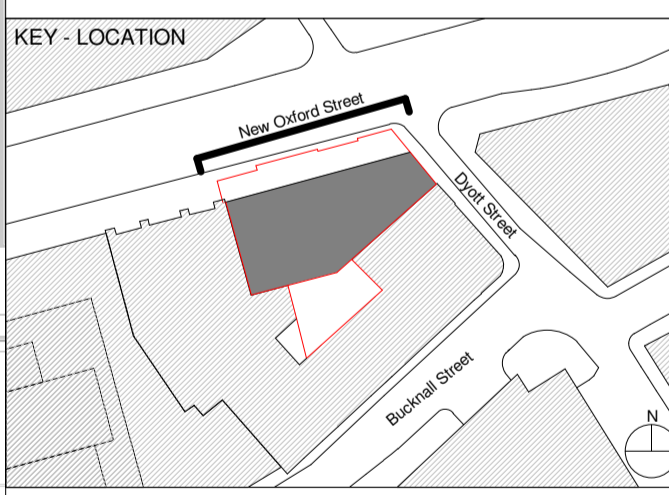 KEY - LOCATION
New Oxford Street
Dyott Street
Bucknall Street
N